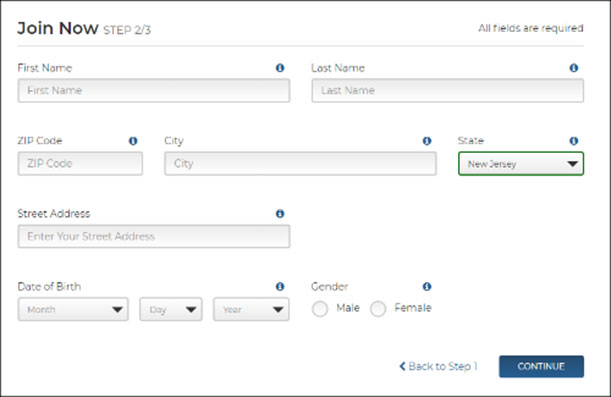 Join Now STEP 2/3 All fields are required
First Name Last Name
First Name Last Name
ZIP Code City State
ZIP Code City New Jersey
Street Address
Enter Your Street Address
Date of Birth Gender
Month Day Year Male Female
Back to Step 1 CONTINUE